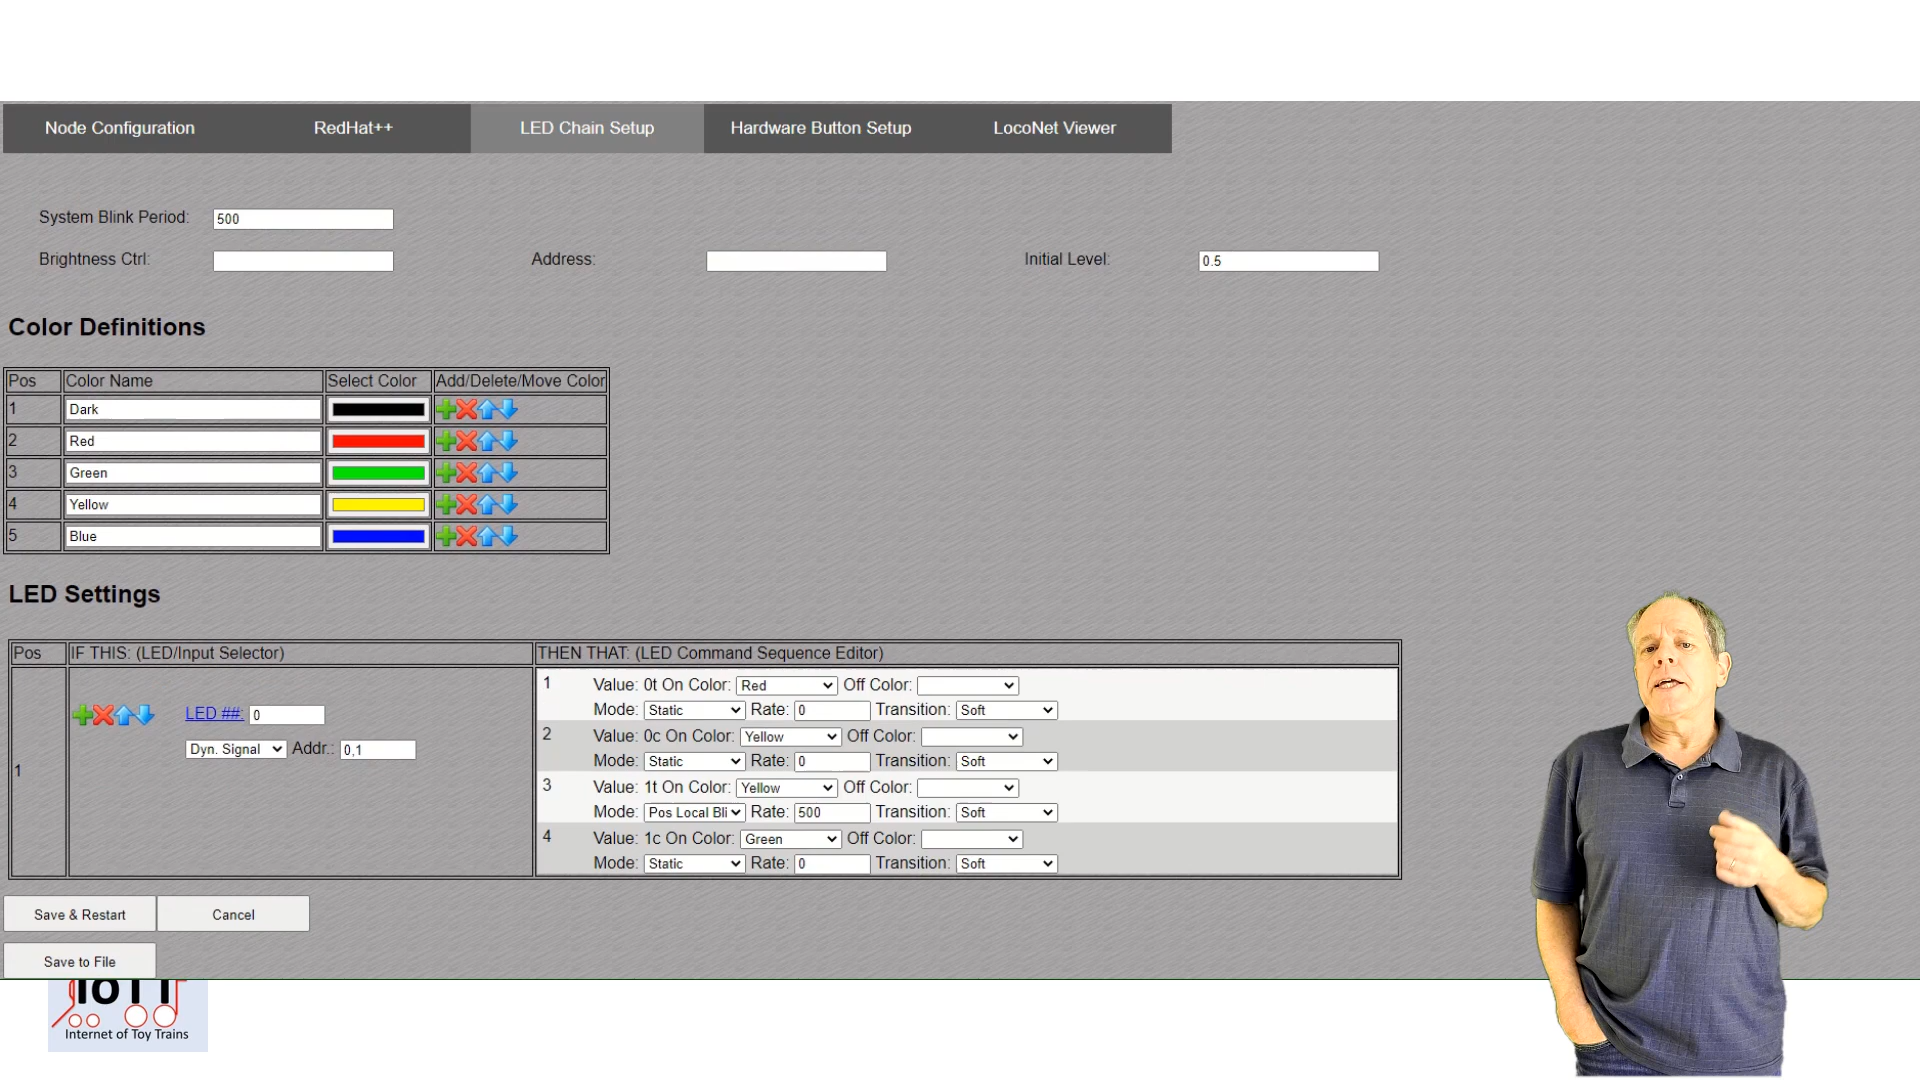 Node Configuration RedHat++ LED Chain Setup Hardware Button Setup LocoNet Viewer
System Blink Period: 500
Brightness Ctrl: Address: Initial Level: 0.5
Color Definitions
Pos Color Name Select Color Add/Delete/Move Color
1 Dark
2 Red
3 Green
4 Yellow
5 Blue
LED Settings
Pos IF THIS: (LED/Input Selector) THEN THAT: (LED Command Sequence Editor)
1
LED ##: 0
Dyn. Signal Addr.: 0,1
1 Value: 0t On Color: Red Off Color:
Mode: Static Rate: 0 Transition: Soft
2 Value: 0c On Color: Yellow Off Color:
Mode: Static Rate: 0 Transition: Soft
3 Value: 1t On Color: Yellow Off Color:
Mode: Pos Local Bli Rate: 500 Transition: Soft
4 Value: 1c On Color: Green Off Color:
Mode: Static Rate: 0 Transition: Soft
Save & Restart Cancel
Save to File
IoTT
Internet of Toy Trains